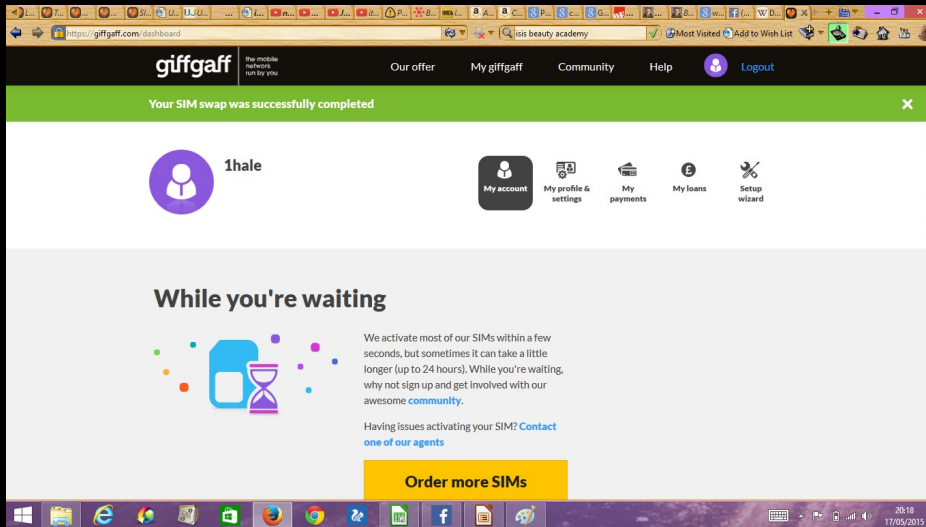 https://giffgaff.com/dashboard
isis beauty academy
Most Visited
Add to Wish List
giffgaff
the mobile
network
run by you
Our offer
My giffgaff
Community
Help
Logout
Your SIM swap was successfully completed
1hale
My account
My profile &
settings
My
payments
My loans
Setup
wizard
While you're waiting
We activate most of our SIMs within a few
seconds, but sometimes it can take a little
longer (up to 24 hours). While you're waiting,
why not sign up and get involved with our
awesome community.
Having issues activating your SIM? Contact
one of our agents
Order more SIMs
20:18
17/05/2015